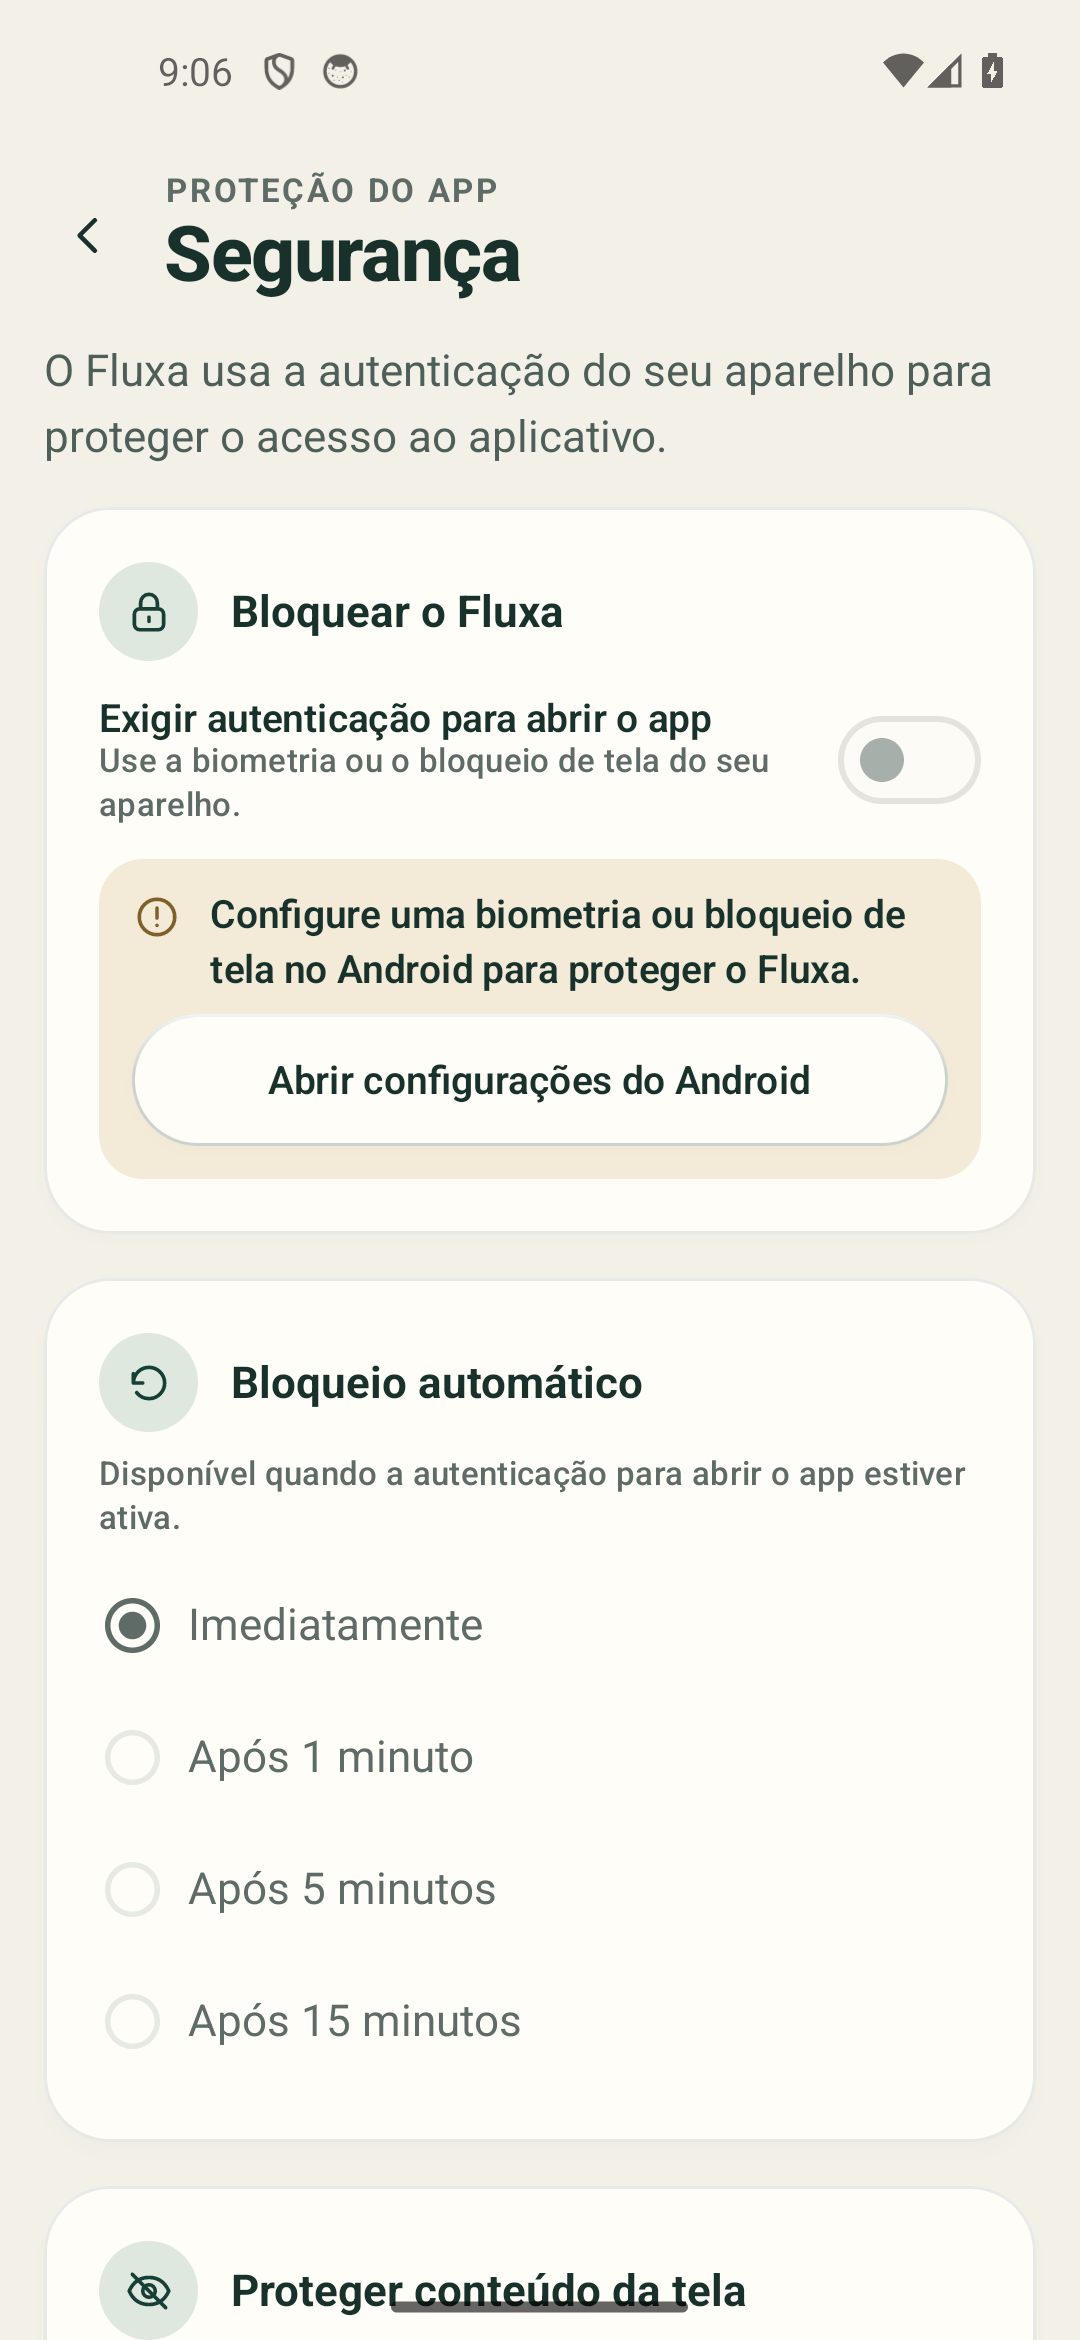 9:06
PROTEÇÃO DO APP
Segurança
O Fluxa usa a autenticação do seu aparelho para
proteger o acesso ao aplicativo.
Bloquear o Fluxa
Exigir autenticação para abrir o app
Use a biometria ou o bloqueio de tela do seu
aparelho.
Configure uma biometria ou bloqueio de
tela no Android para proteger o Fluxa.
Abrir configurações do Android
Bloqueio automático
Disponível quando a autenticação para abrir o app estiver
ativa.
Imediatamente
Após 1 minuto
Após 5 minutos
Após 15 minutos
Proteger conteúdo da tela